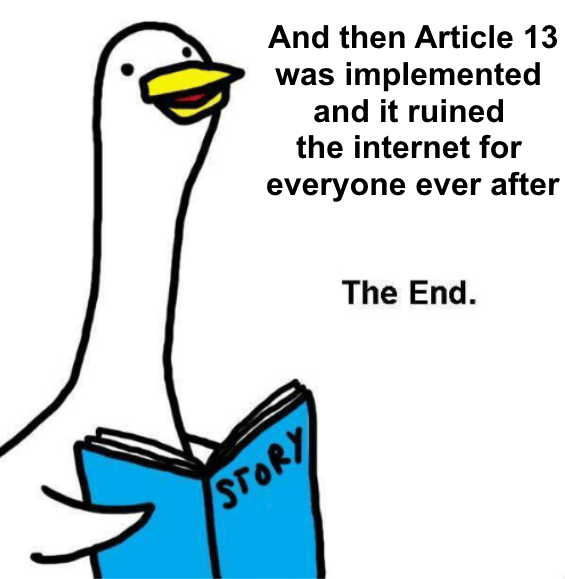 And then Article 13
was implemented
and it ruined
the internet for
everyone ever after
The End.
STORY